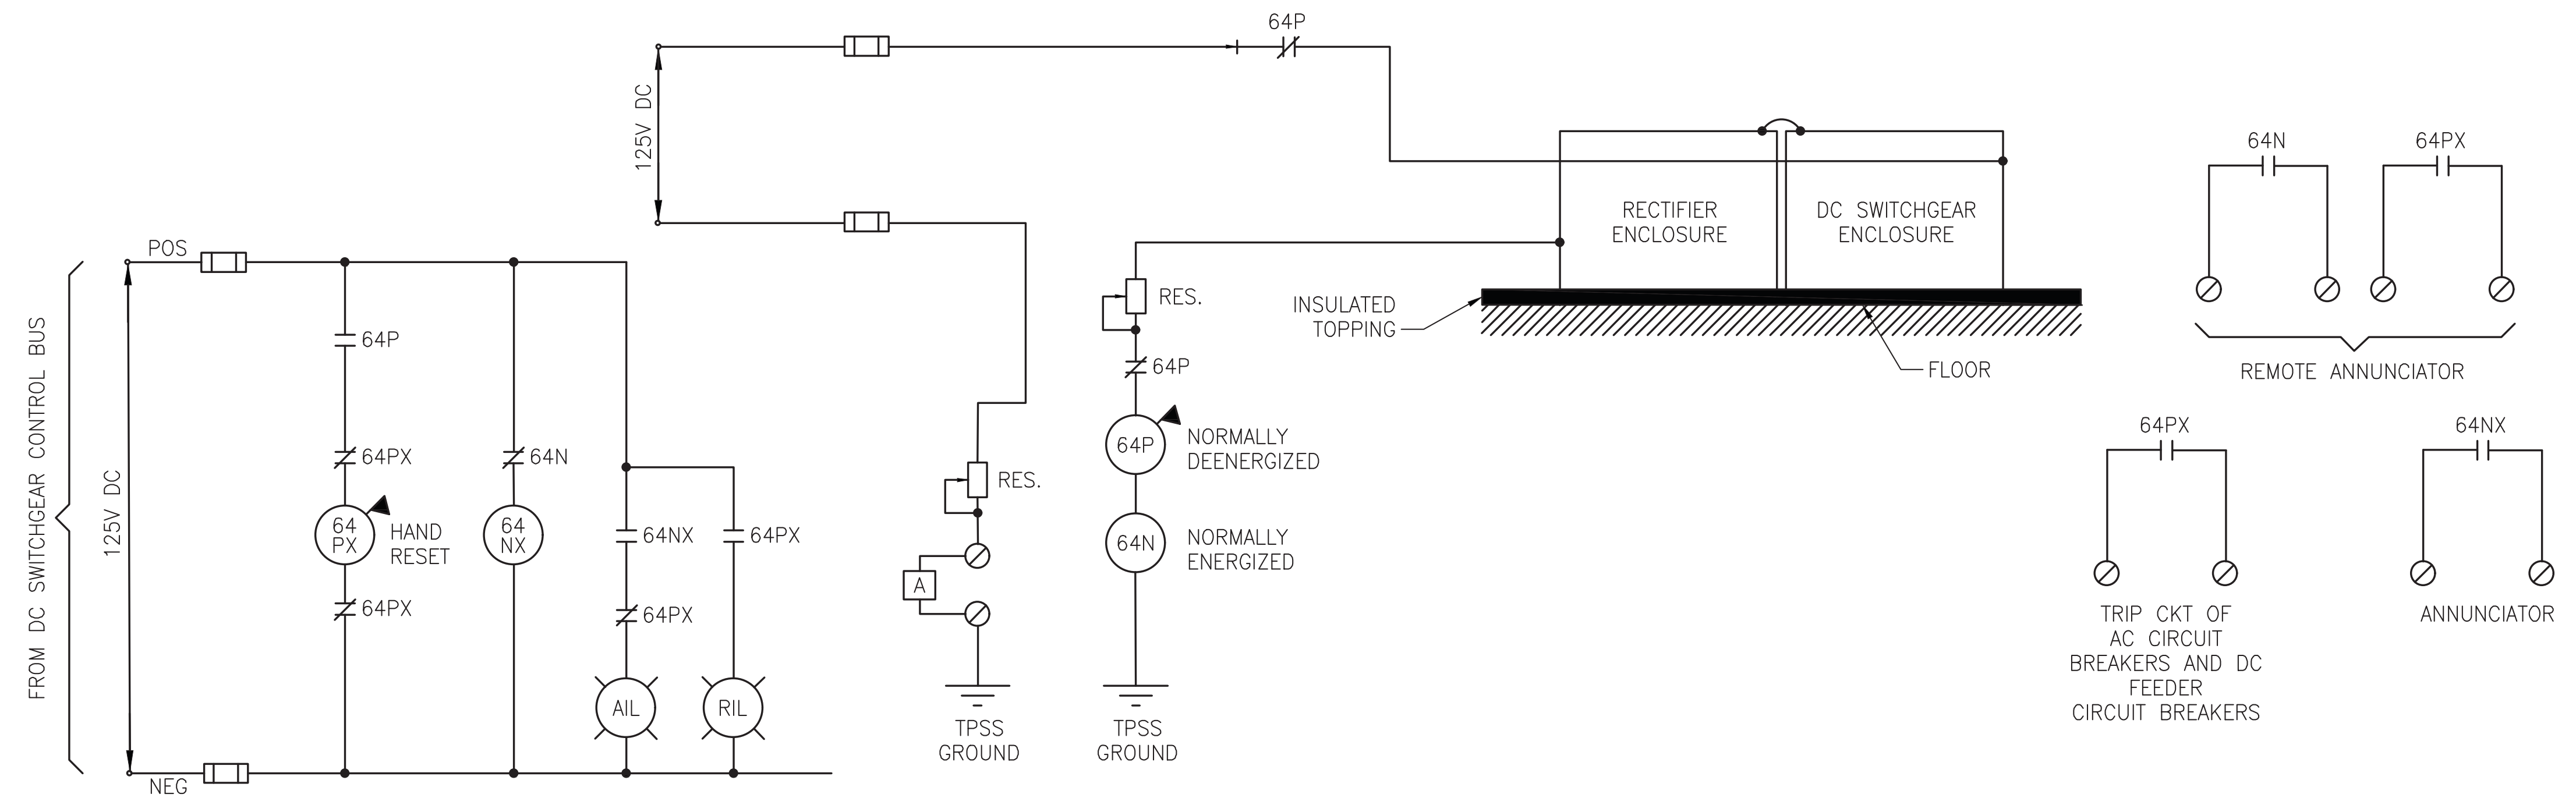 64P
125V DC
64N
64PX
RECTIFIER
ENCLOSURE
DC SWITCHGEAR
ENCLOSURE
POS
RES.
INSULATED
TOPPING
FLOOR
REMOTE ANNUNCIATOR
FROM DC SWITCHGEAR CONTROL BUS
125V DC
64P
64P
64PX
64N
64P
NORMALLY
DEENERGIZED
64PX
64NX
RES.
64
PX
HAND
RESET
64
NX
64NX
64PX
64N
NORMALLY
ENERGIZED
A
64PX
64PX
TRIP CKT OF
AC CIRCUIT
BREAKERS AND DC
FEEDER
CIRCUIT BREAKERS
ANNUNCIATOR
AIL
RIL
TPSS
GROUND
TPSS
GROUND
NEG